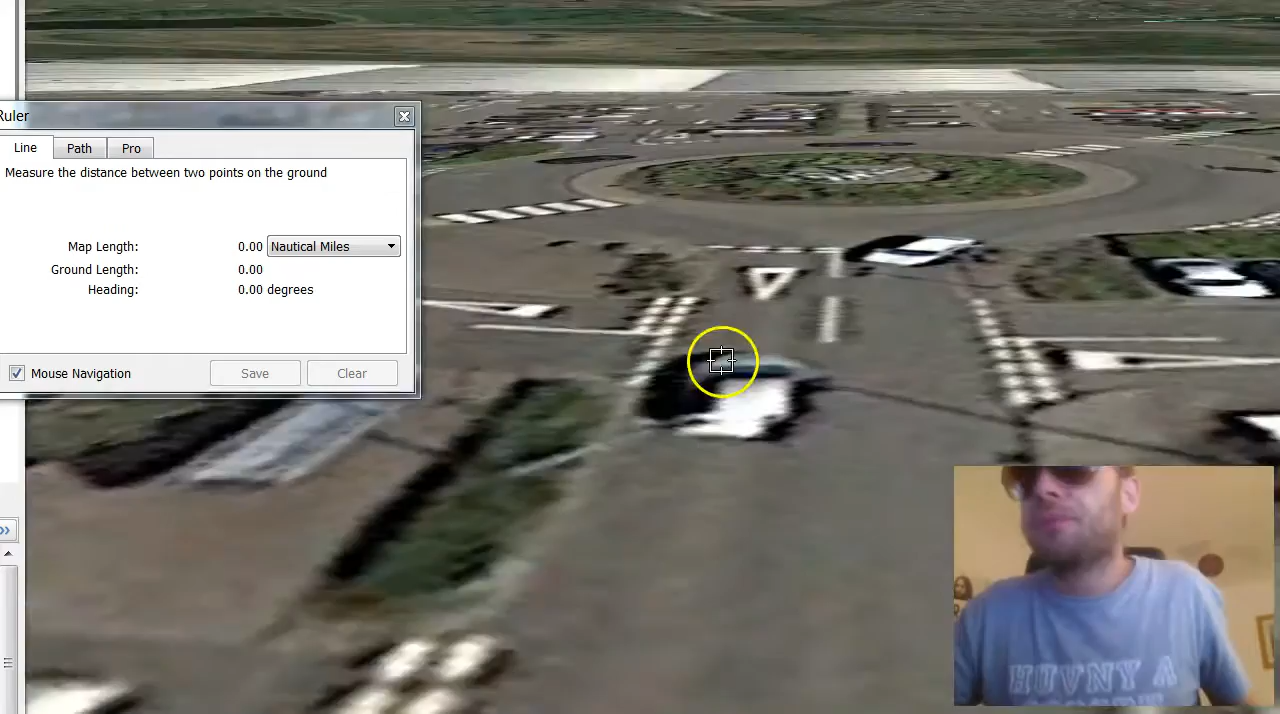 Ruler
Line Path Pro
Measure the distance between two points on the ground
Map Length: 0.00 Nautical Miles
Ground Length: 0.00
Heading: 0.00 degrees
Mouse Navigation Save Clear
HUVNY A